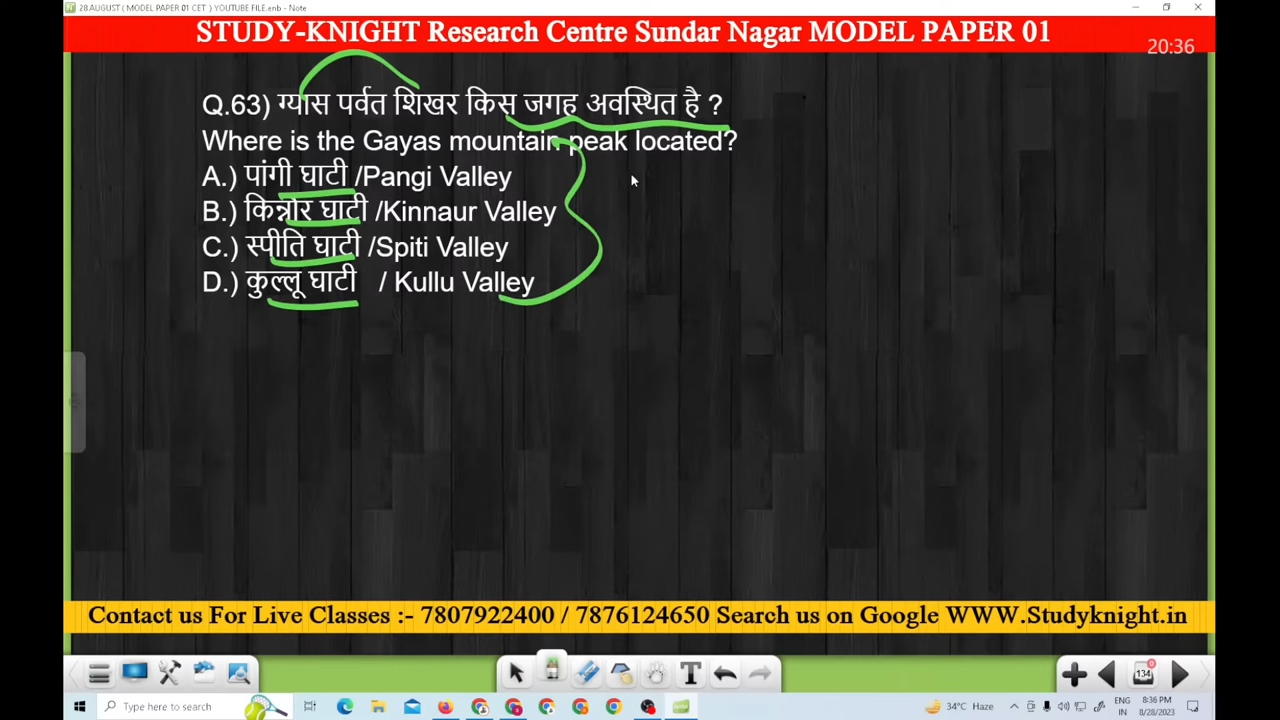 28 AUGUST ( MODEL PAPER 01 CET ) YOUTUBE FILE.enb - Note
STUDY-KNIGHT Research Centre Sundar Nagar MODEL PAPER 01
20:36
Q.63) ग्यास पर्वत शिखर किस जगह अवस्थित है ?
Where is the Gayas mountain peak located?
A.) पांगी घाटी /Pangi Valley
B.) किन्नौर घाटी /Kinnaur Valley
C.) स्पीति घाटी /Spiti Valley
D.) कुल्लू घाटी / Kullu Valley
Contact us For Live Classes :- 7807922400 / 7876124650 Search us on Google WWW.Studyknight.in
134
0
Type here to search
34°C Haze
ENG
IN
8:36 PM
8/28/2023